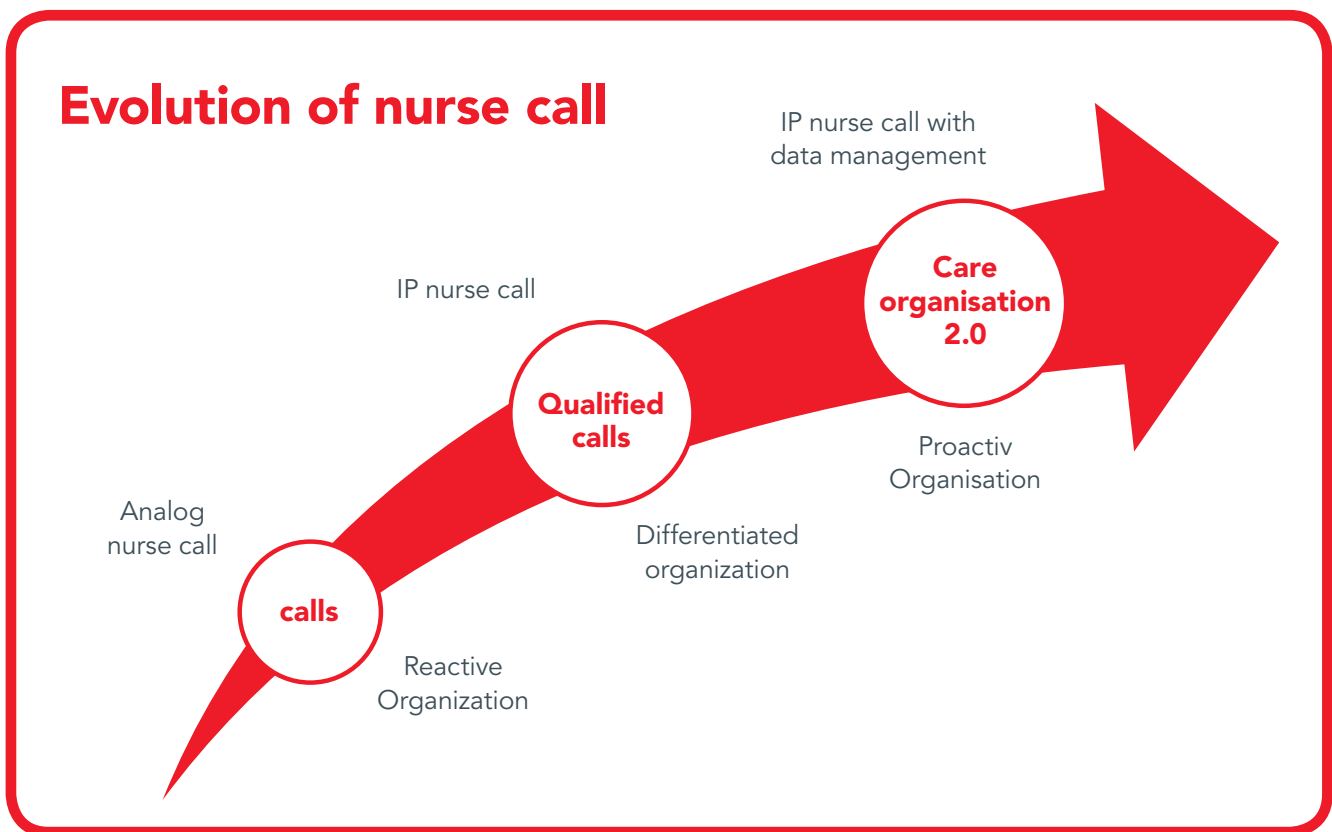 Evolution of nurse call
IP nurse call with
data management
Care
organisation
2.0
IP nurse call
Qualified
calls
Proactiv
Organisation
Analog
nurse call
Differentiated
organization
calls
Reactive
Organization